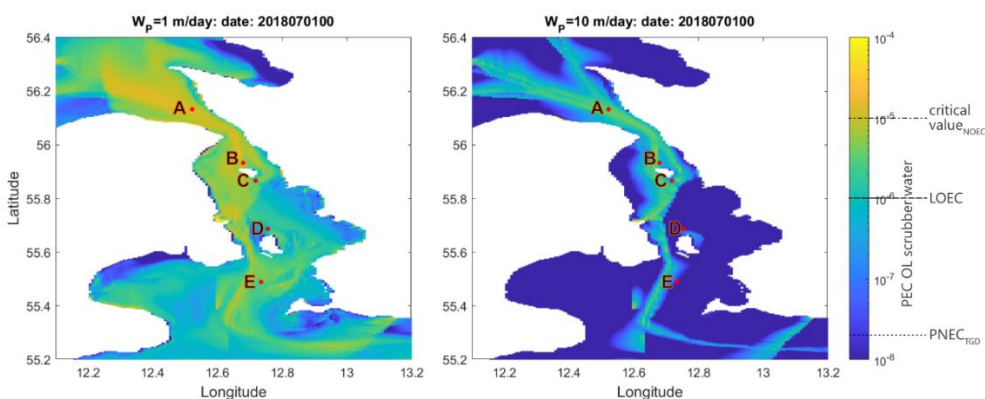 W_P=1 m/day: date: 2018070100
W_P=10 m/day: date: 2018070100
56.4
56.2
56
55.8
55.6
55.4
55.2
Latitude
12.2
12.4
12.6
12.8
13
13.2
Longitude
A
B
C
D
E
56.4
56.2
56
55.8
55.6
55.4
55.2
12.2
12.4
12.6
12.8
13
13.2
Longitude
A
B
C
D
E
10^-4
10^-5
10^-6
10^-7
10^-8
PEC OL scrubber water
critical
value_NOEC
LOEC
PNEC_TGD